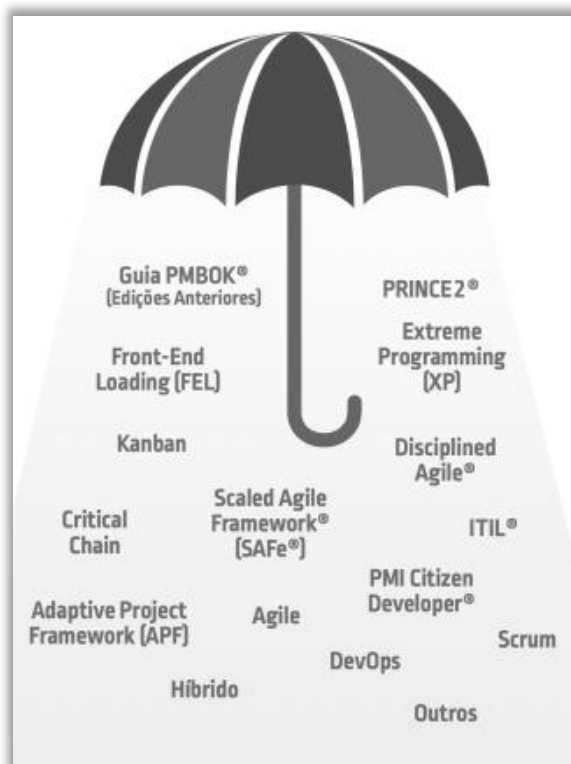 Guia PMBOK®
(Edições Anteriores)
PRINCE2®
Front-End
Loading (FEL)
Extreme
Programming
(XP)
Kanban
Disciplined
Agile®
Critical
Chain
Scaled Agile
Framework®
(SAFe®)
ITIL®
PMI Citizen
Developer®
Adaptive Project
Framework (APF)
Agile
Scrum
DevOps
Híbrido
Outros